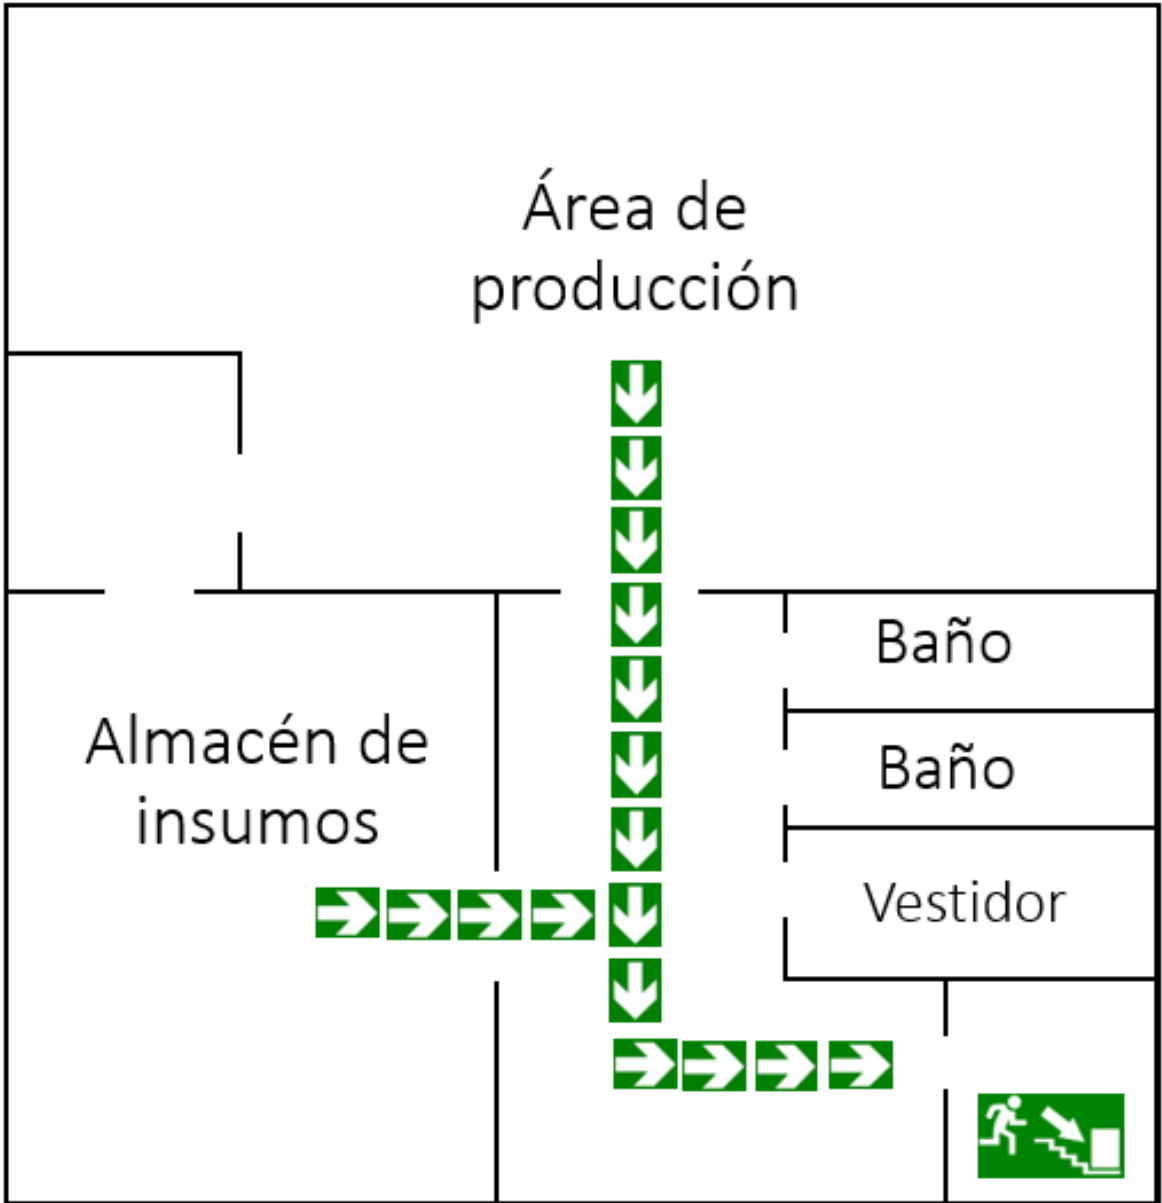 Área de
producción
Baño
Almacén de
insumos
Baño
Vestidor